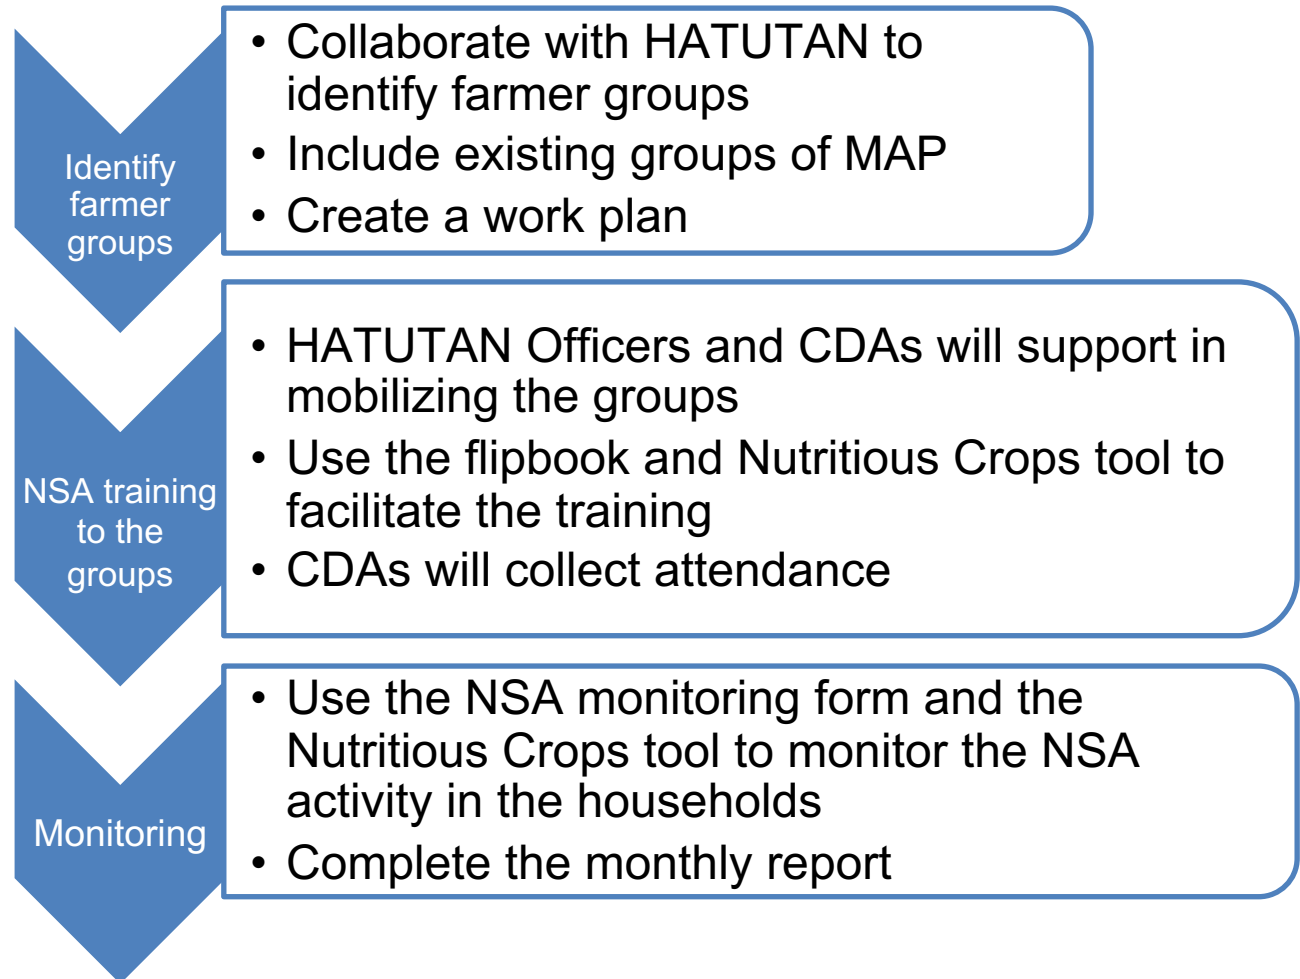 Identify
farmer
groups
• Collaborate with HATUTAN to
identify farmer groups
• Include existing groups of MAP
• Create a work plan
NSA training
to the
groups
• HATUTAN Officers and CDAs will support in
mobilizing the groups
• Use the flipbook and Nutritious Crops tool to
facilitate the training
• CDAs will collect attendance
Monitoring
• Use the NSA monitoring form and the
Nutritious Crops tool to monitor the NSA
activity in the households
• Complete the monthly report